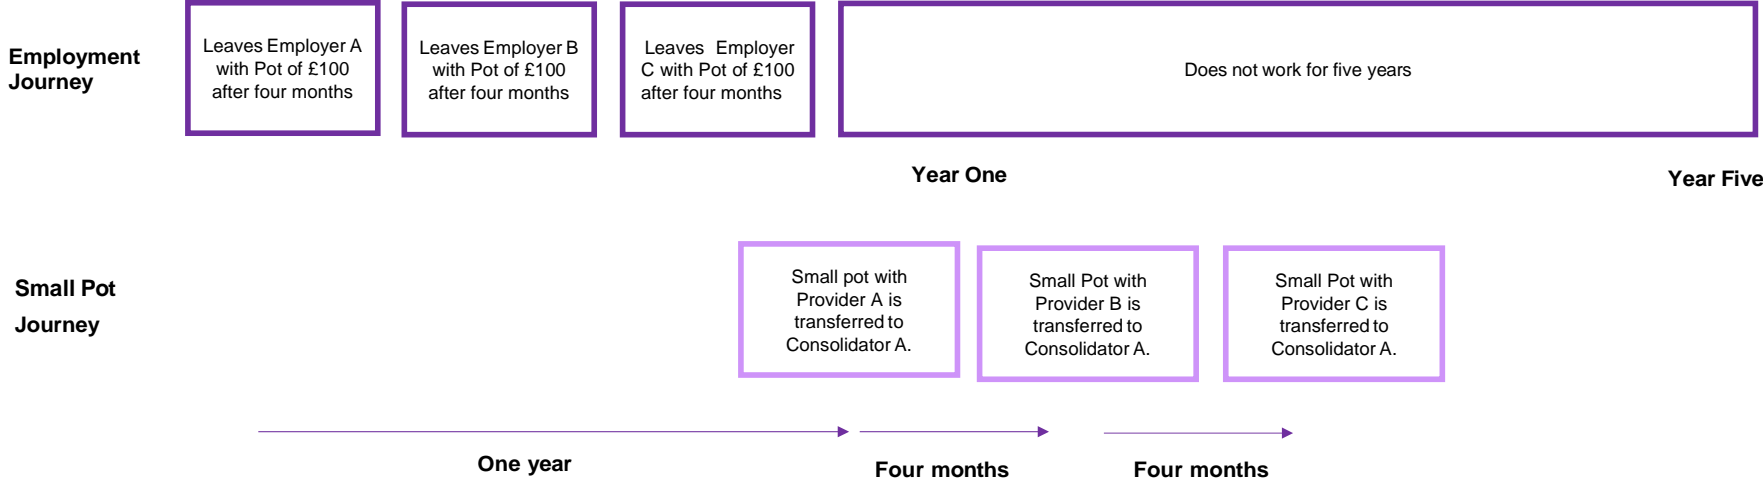 Employment
Journey
Leaves Employer A
with Pot of £100
after four months
Leaves Employer B
with Pot of £100
after four months
Leaves Employer
C with Pot of £100
after four months
Does not work for five years
Year One
Year Five
Small Pot
Journey
Small pot with
Provider A is
transferred to
Consolidator A.
Small Pot with
Provider B is
transferred to
Consolidator A.
Small Pot with
Provider C is
transferred to
Consolidator A.
One year
Four months
Four months